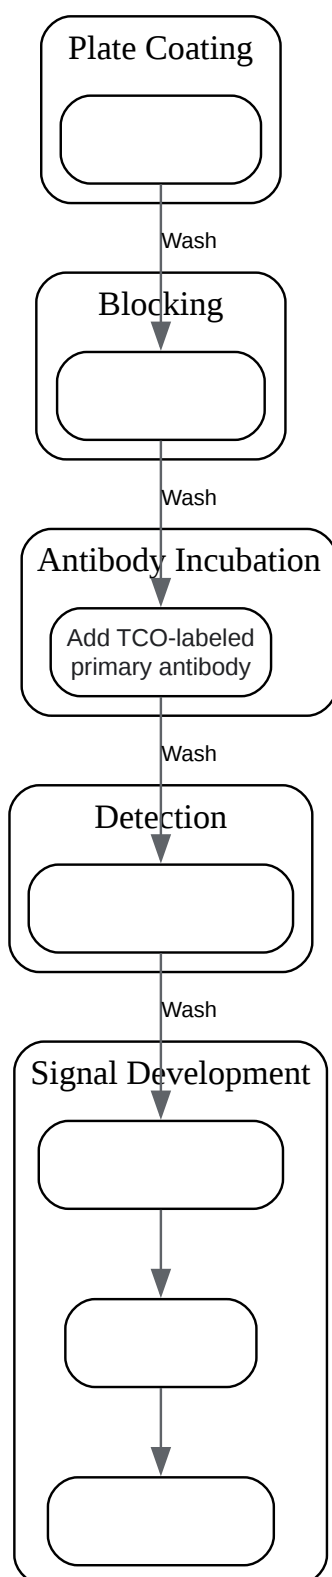 Plate Coating
Wash
Blocking
Wash
Antibody Incubation
Add TCO-labeled
primary antibody
Wash
Detection
Wash
Signal Development